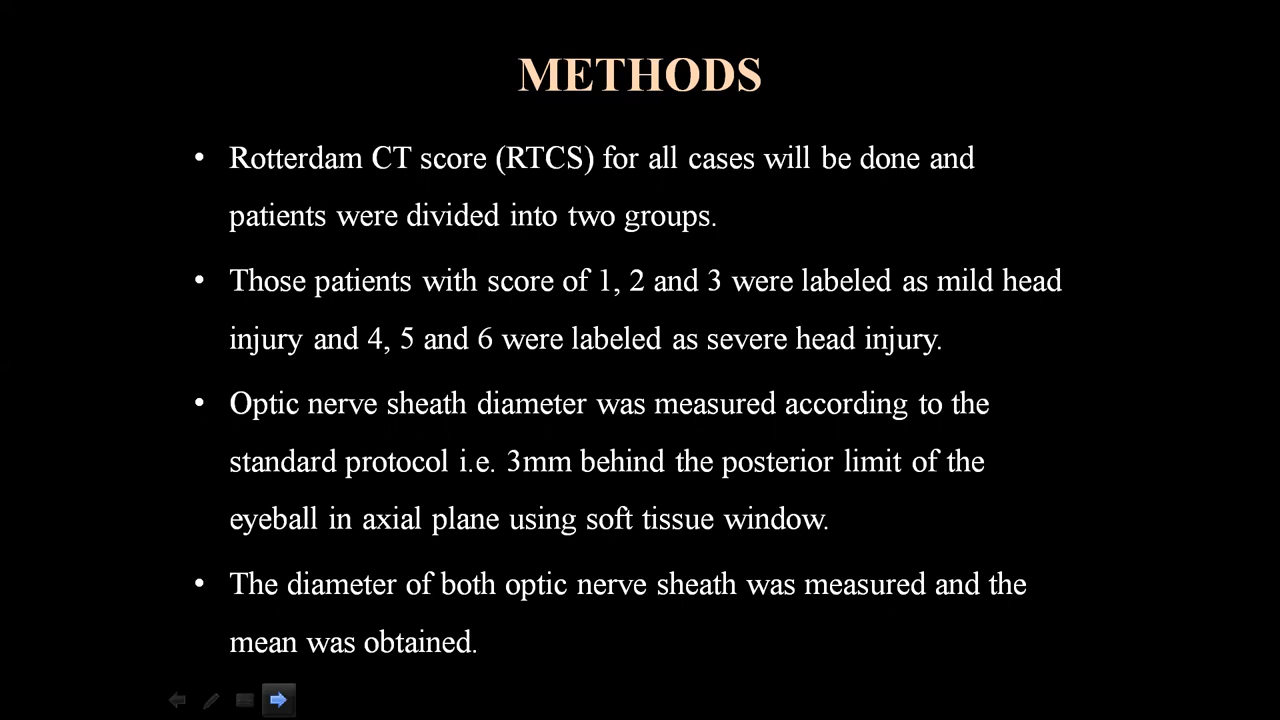 METHODS
• Rotterdam CT score (RTCS) for all cases will be done and
patients were divided into two groups.
• Those patients with score of 1, 2 and 3 were labeled as mild head
injury and 4, 5 and 6 were labeled as severe head injury.
• Optic nerve sheath diameter was measured according to the
standard protocol i.e. 3mm behind the posterior limit of the
eyeball in axial plane using soft tissue window.
• The diameter of both optic nerve sheath was measured and the
mean was obtained.